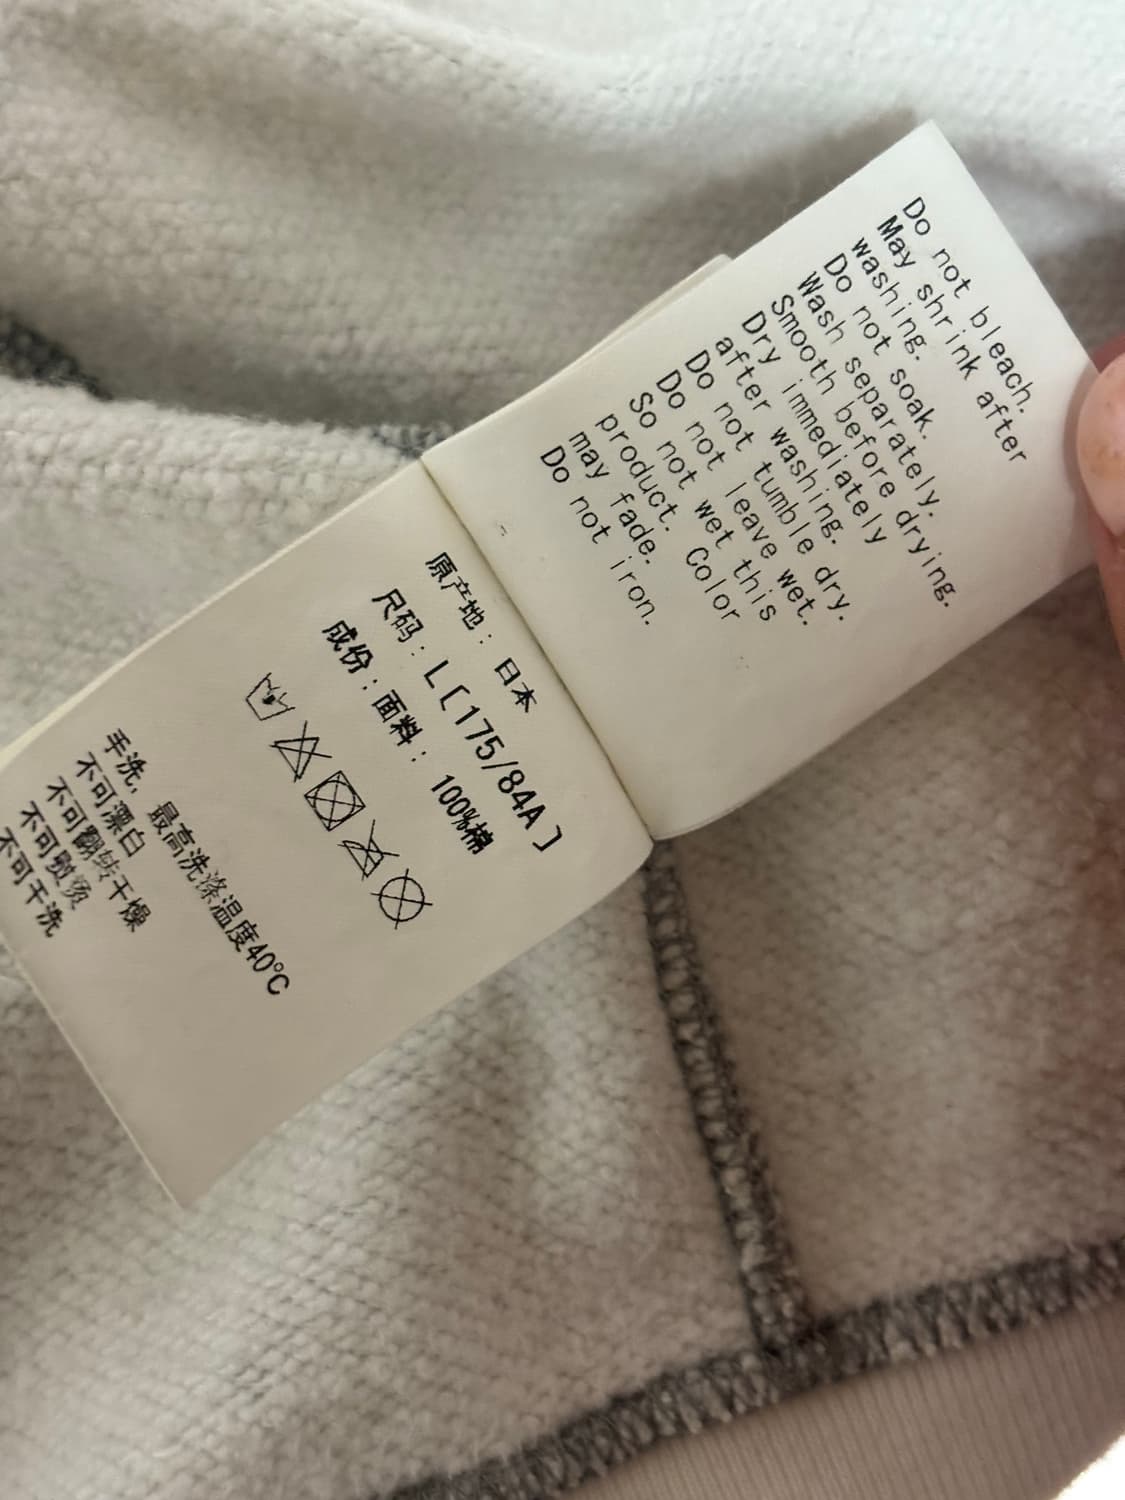 Do not bleach.
May shrink after
washing.
Do not soak.
Wash separately.
Smooth before drying.
Dry immediately
after washing.
Do not tumble dry.
Do not leave wet.
So not wet this
product. Color
may fade.
Do not iron.
原产地：日本
尺码：L〔175/84A〕
成份：面料：100%棉
手洗，最高洗涤温度40℃
不可漂白
不可翻转干燥
不可熨烫
不可干洗